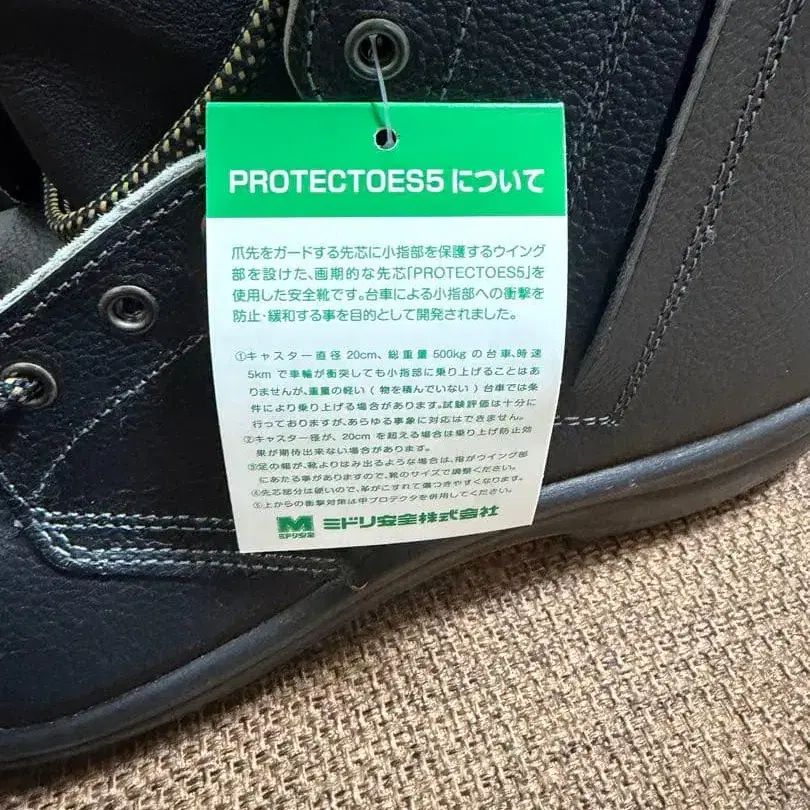 PROTECTOES5について
爪先をガードする先芯に小指部を保護するウイング
部を設けた、画期的な先芯「PROTECTOES5」を
使用した安全靴です。台車による小指部への衝撃を
防止・緩和する事を目的として開発されました。
①キャスター直径20cm、総重量500kgの台車、時速
5kmで車輪が衝突しても小指部に乗り上げることはあ
りませんが、重量の軽い(物を積んでいない)台車では条
件により乗り上げる場合があります。試験評価は十分に
行っておりますが、あらゆる事象に対応はできません。
②キャスター径が、20cmを超える場合は乗り上げ防止効
果が期待出来ない場合があります。
③足の幅が、靴よりはみ出るような場合は、指がウイング部
にあたる事がありますので、靴のサイズで調整ください。
④先芯部分は硬いので、革がこすれて傷つきやすくなります。
⑤上からの衝撃対策は甲プロテクタを併用してください。
M
ミドリ安全
ミドリ安全株式会社